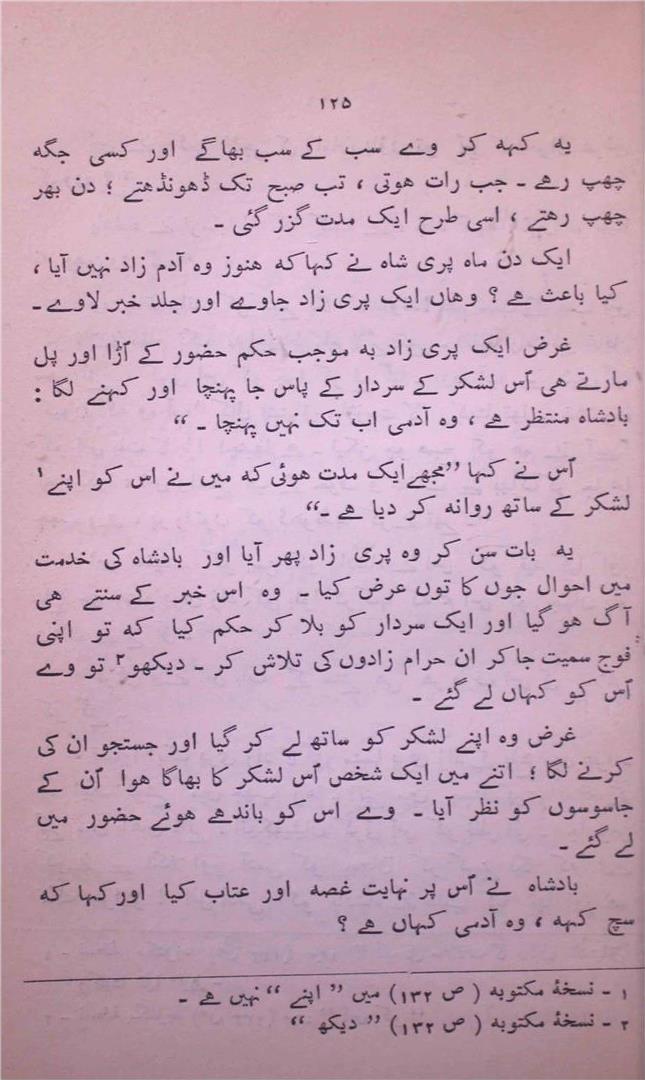 ۱۲۵
یہ کہہ کر وے سب کے سب بھاگے اور کسی جگہ
چھپ رہے ۔ جب رات ہوتی ، تب صبح تک ڈھونڈھتے ؛ دن بھر
چھپ رہتے ، اسی طرح ایک مدت گزر گئی ۔
ایک دن ماہ پری شاہ نے کہا کہ ہنوز وہ آدم زاد نہیں آیا ،
کیا باعث ہے ؟ وہاں ایک پری زاد جاوے اور جلد خبر لاوے ۔
غرض ایک پری زاد بہ موجب حکم حضور کے اُڑا اور پل
مارتے ہی اُس لشکر کے سردار کے پاس جا پہنچا اور کہنے لگا :
بادشاہ منتظر ہے ، وہ آدمی اب تک نہیں پہنچا ۔ “
اُس نے کہا ”مجھے ایک مدت ہوئی کہ میں نے اس کو اپنے۱
لشکر کے ساتھ روانہ کر دیا ہے ۔“
یہ بات سن کر وہ پری زاد پھر آیا اور بادشاہ کی خدمت
میں احوال جوں کا توں عرض کیا ۔ وہ اس خبر کے سنتے ہی
آگ ہو گیا اور ایک سردار کو بلا کر حکم کیا کہ تو اپنی
فوج سمیت جا کر ان حرام زادوں کی تلاش کر ۔ دیکھو۲ تو وے
اُس کو کہاں لے گئے ۔
غرض وہ اپنے لشکر کو ساتھ لے کر گیا اور جستجو ان کی
کرنے لگا ؛ اتنے میں ایک شخص اُس لشکر کا بھاگا ہوا اُن کے
جاسوسوں کو نظر آیا ۔ وے اس کو باندھے ہوئے حضور میں
لے گئے ۔
بادشاہ نے اُس پر نہایت غصہ اور عتاب کیا اور کہا کہ
سچ کہہ ، وہ آدمی کہاں ہے ؟
۱ ۔ نسخۂ مکتوبہ ( ص ۱۳۲) میں ” اپنے “ نہیں ہے ۔
۲ ۔ نسخۂ مکتوبہ ( ص ۱۳۲) ” دیکھ “